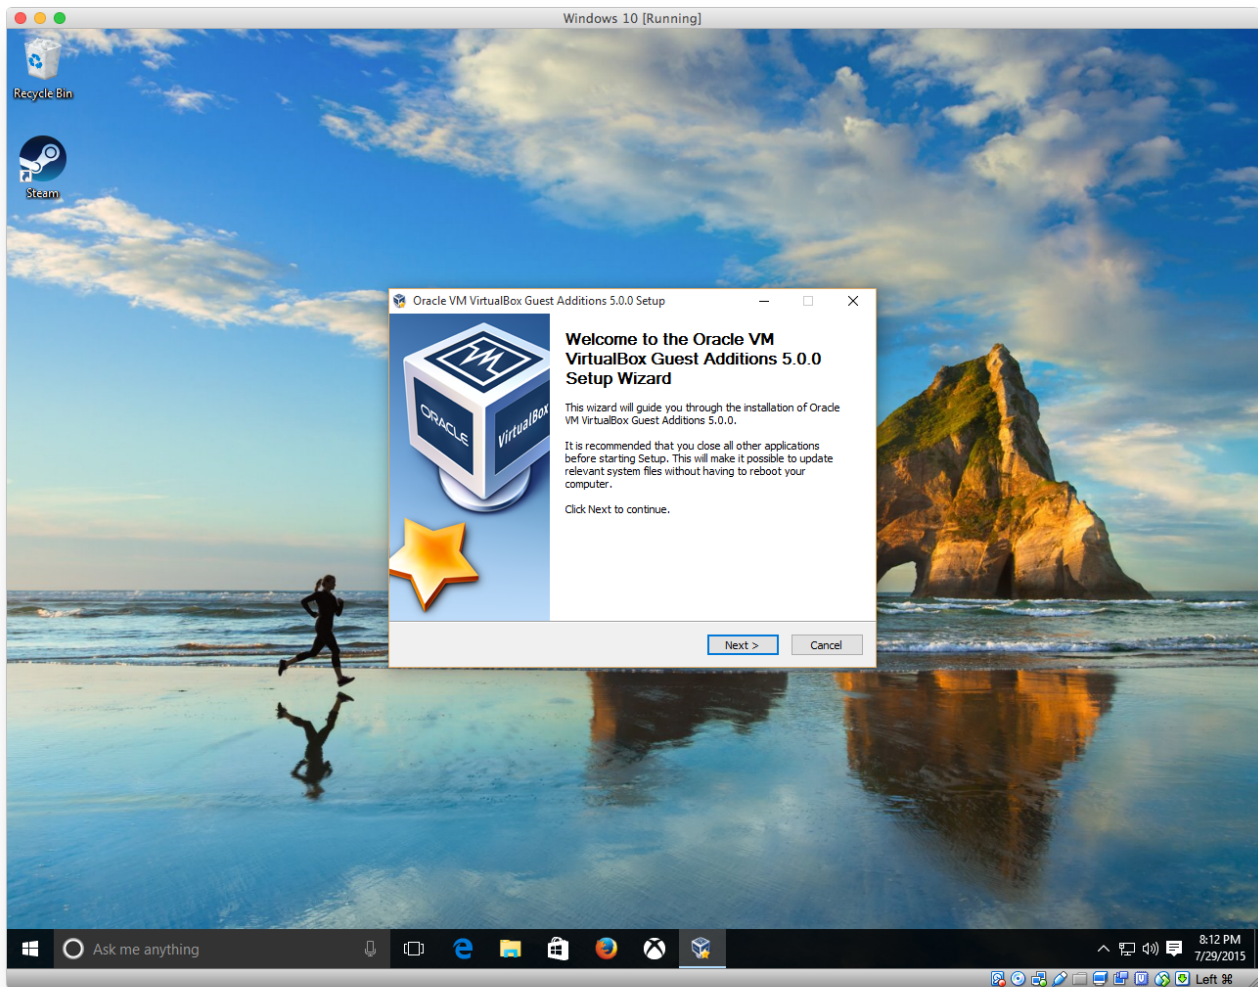 Windows 10 [Running]
Recycle Bin
Steam
Oracle VM VirtualBox Guest Additions 5.0.0 Setup
ORACLE
VirtualBox
Welcome to the Oracle VM
VirtualBox Guest Additions 5.0.0
Setup Wizard
This wizard will guide you through the installation of Oracle
VM VirtualBox Guest Additions 5.0.0.
It is recommended that you close all other applications
before starting Setup. This will make it possible to update
relevant system files without having to reboot your
computer.
Click Next to continue.
Next >
Cancel
Ask me anything
8:12 PM
7/29/2015
Left ⌘